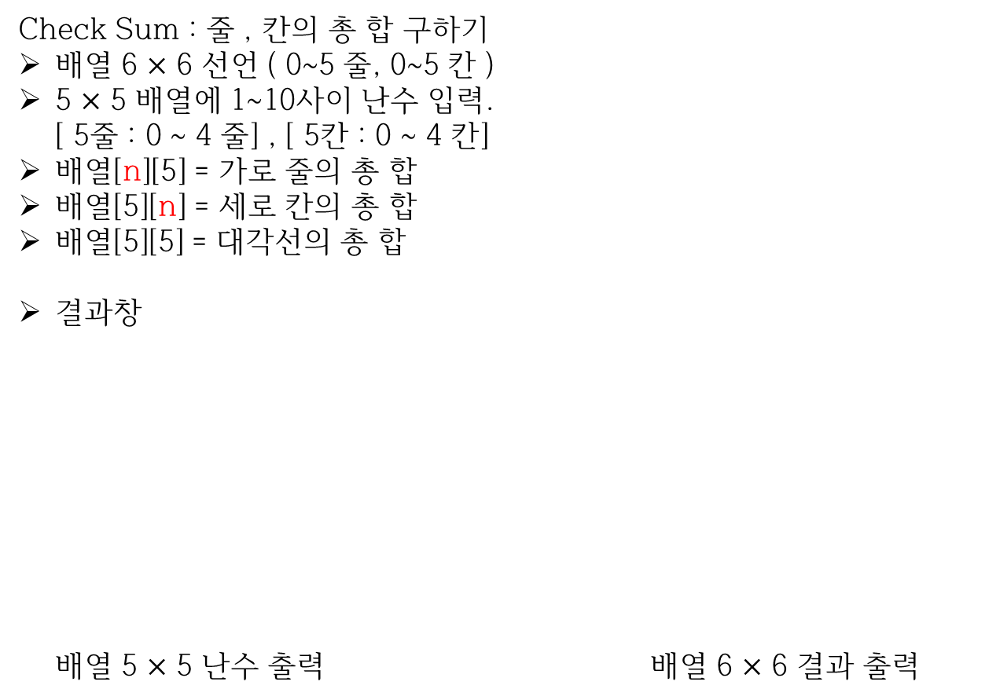 Check Sum : 줄 , 칸의 총 합 구하기
➢ 배열 6 × 6 선언 ( 0~5 줄, 0~5 칸 )
➢ 5 × 5 배열에 1~10사이 난수 입력.
[ 5줄 : 0 ~ 4 줄] , [ 5칸 : 0 ~ 4 칸]
➢ 배열[n][5] = 가로 줄의 총 합
➢ 배열[5][n] = 세로 칸의 총 합
➢ 배열[5][5] = 대각선의 총 합
➢ 결과창
배열 5 × 5 난수 출력
배열 6 × 6 결과 출력